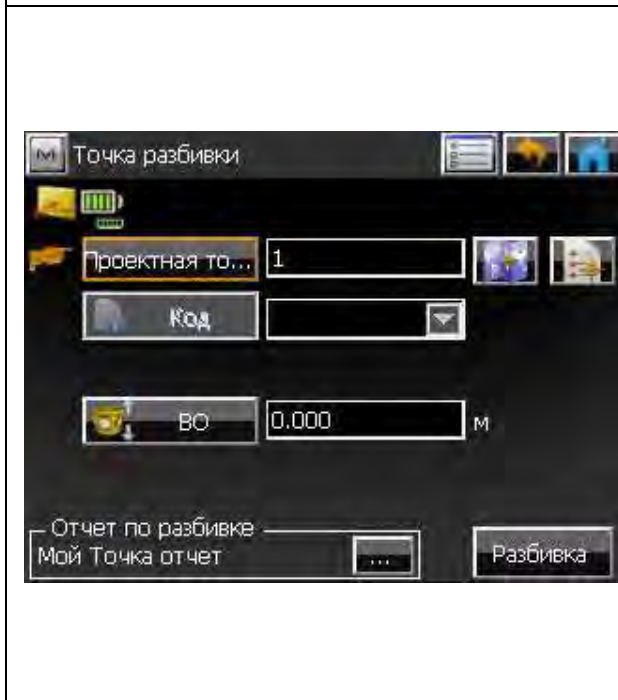 Точка разбивки
Проектная то... 1
Код
ВО 0.000 м
Отчет по разбивке
Мой Точка отчет ... Разбивка